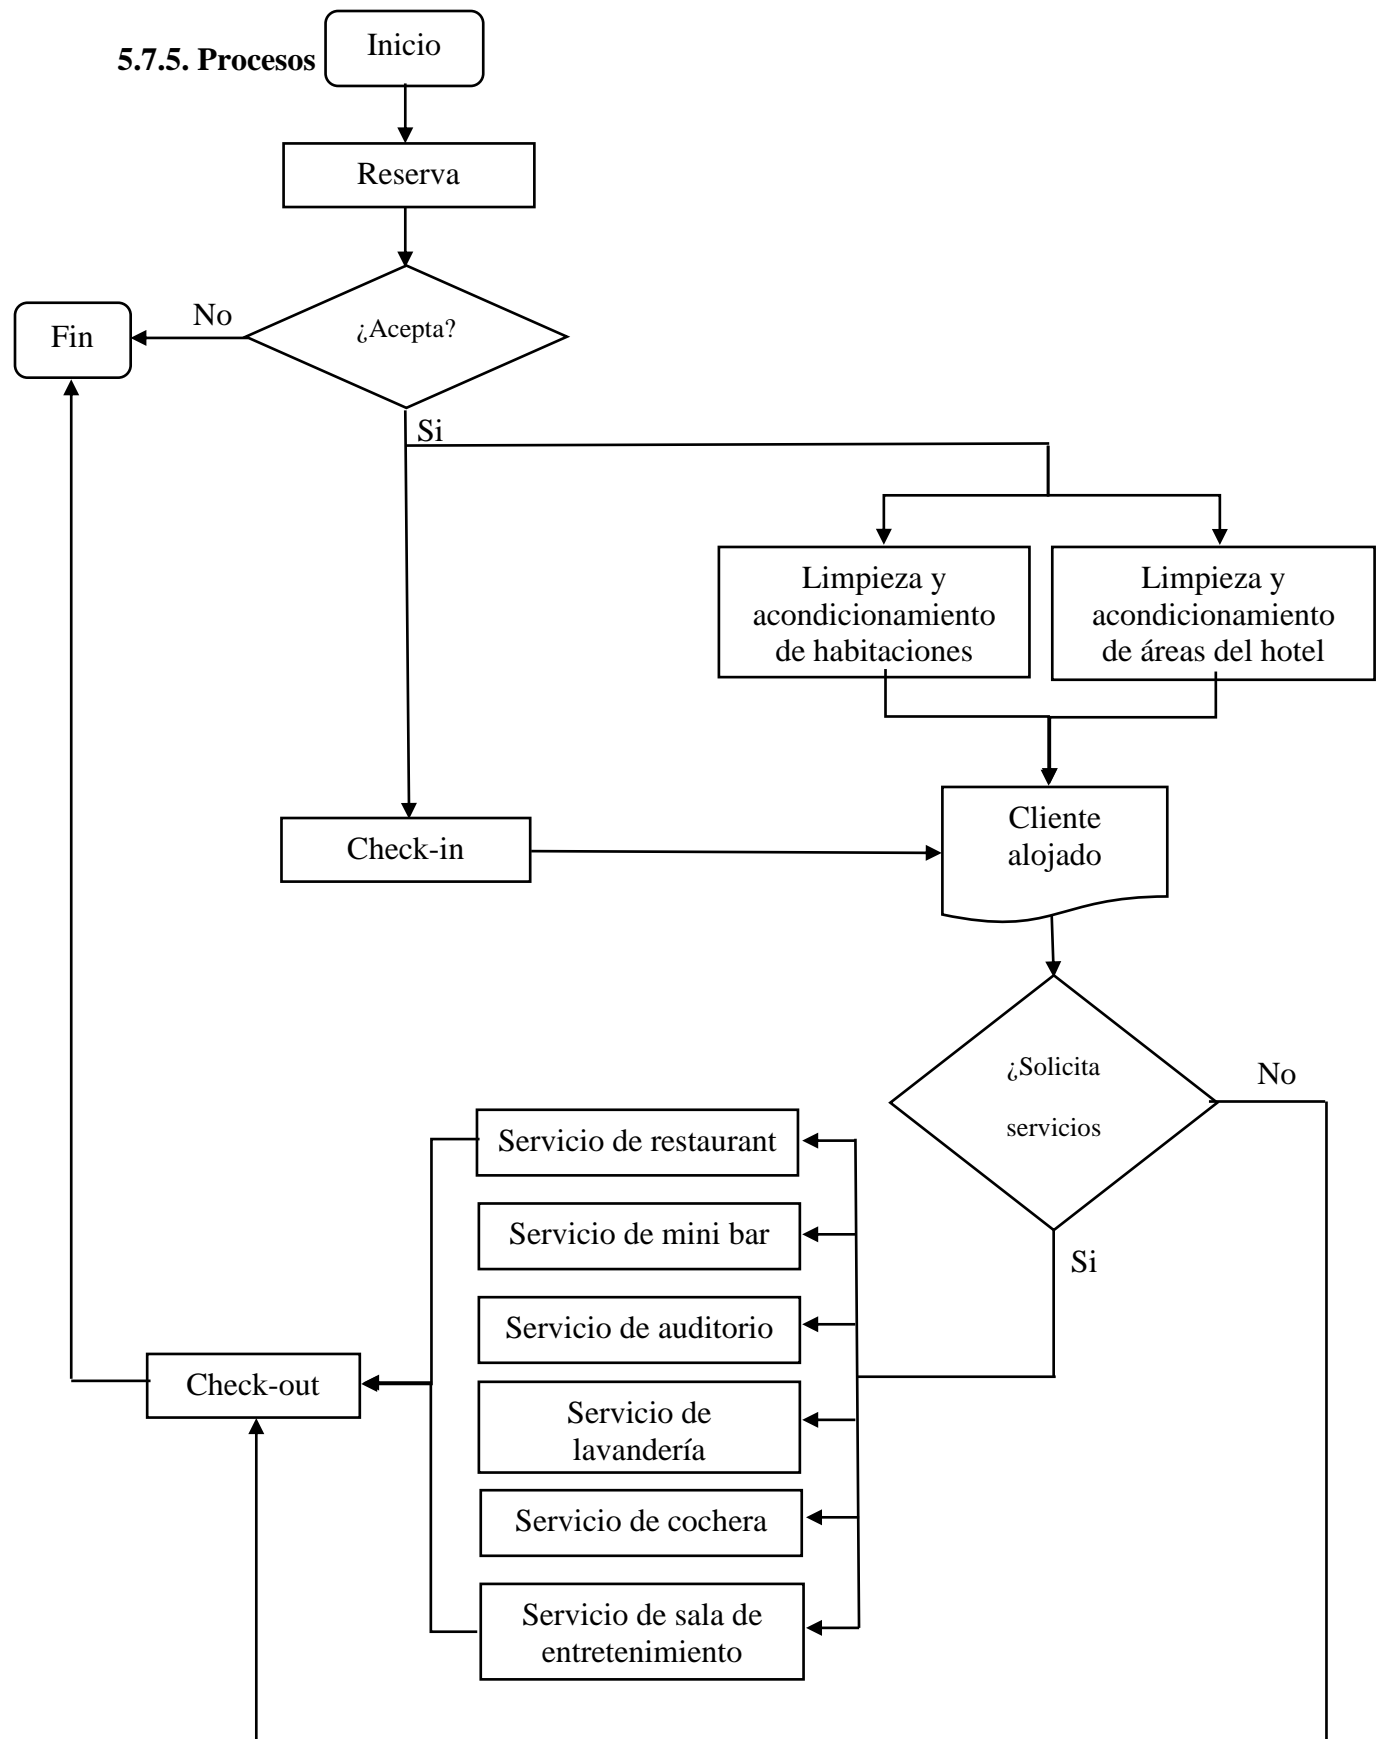 5.7.5. Procesos
Inicio
Reserva
¿Acepta?
No
Fin
Si
Limpieza y
acondicionamiento
de habitaciones
Limpieza y
acondicionamiento
de áreas del hotel
Check-in
Cliente
alojado
¿Solicita
servicios
No
Si
Servicio de restaurant
Servicio de mini bar
Servicio de auditorio
Servicio de
lavandería
Servicio de cochera
Servicio de sala de
entretenimiento
Check-out